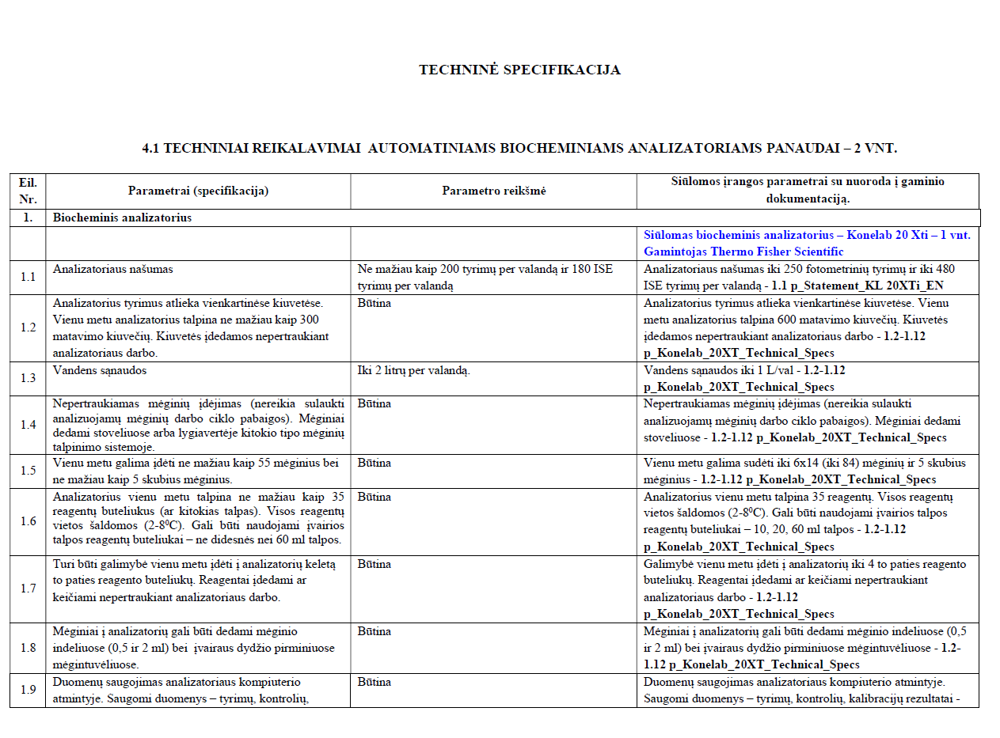 TECHNINĖ SPECIFIKACIJA
4.1 TECHNINIAI REIKALAVIMAI AUTOMATINIAMS BIOCHEMINIAMS ANALIZATORIAMS PANAUDAI – 2 VNT.
Eil.
Nr.
Parametrai (specifikacija)
Parametro reikšmė
Siūlomos įrangos parametrai su nuoroda į gaminio
dokumentaciją.
1.
Biocheminis analizatorius
Siūlomas biocheminis analizatorius – Konelab 20 Xti – 1 vnt.
Gamintojas Thermo Fisher Scientific
1.1
Analizatoriaus našumas
Ne mažiau kaip 200 tyrimų per valandą ir 180 ISE
tyrimų per valandą
Analizatoriaus našumas iki 250 fotometrinių tyrimų ir iki 480
ISE tyrimų per valandą - 1.1 p_Statement_KL 20XTi_EN
1.2
Analizatorius tyrimus atlieka vienkartinėse kiuvetėse.
Vienu metu analizatorius talpina ne mažiau kaip 300
matavimo kiuvečių. Kiuvetės įdedamos nepertraukiant
analizatoriaus darbo.
Būtina
Analizatorius tyrimus atlieka vienkartinėse kiuvetėse. Vienu
metu analizatorius talpina 600 matavimo kiuvečių. Kiuvetės
įdedamos nepertraukiant analizatoriaus darbo - 1.2-1.12
p_Konelab_20XT_Technical_Specs
1.3
Vandens sąnaudos
Iki 2 litrų per valandą.
Vandens sąnaudos iki 1 L/val - 1.2-1.12
p_Konelab_20XT_Technical_Specs
1.4
Nepertraukiamas mėginių įdėjimas (nereikia sulaukti
analizuojamų mėginių darbo ciklo pabaigos). Mėginiai
dedami stoveliuose arba lygiavertėje kitokio tipo mėginių
talpinimo sistemoje.
Būtina
Nepertraukiamas mėginių įdėjimas (nereikia sulaukti
analizuojamų mėginių darbo ciklo pabaigos). Mėginiai dedami
stoveliuose - 1.2-1.12 p_Konelab_20XT_Technical_Specs
1.5
Vienu metu galima įdėti ne mažiau kaip 55 mėginius bei
ne mažiau kaip 5 skubius mėginius.
Būtina
Vienu metu galima sudėti iki 6x14 (iki 84) mėginių ir 5 skubius
mėginius - 1.2-1.12 p_Konelab_20XT_Technical_Specs
1.6
Analizatorius vienu metu talpina ne mažiau kaip 35
reagentų buteliukus (ar kitokias talpas). Visos reagentų
vietos šaldomos (2-8⁰C). Gali būti naudojami įvairios
talpos reagentų buteliukai – ne didesnės nei 60 ml talpos.
Būtina
Analizatorius vienu metu talpina 35 reagentų. Visos reagentų
vietos šaldomos (2-8⁰C). Gali būti naudojami įvairios talpos
reagentų buteliukai – 10, 20, 60 ml talpos - 1.2-1.12
p_Konelab_20XT_Technical_Specs
1.7
Turi būti galimybė vienu metu įdėti į analizatorių keletą
to paties reagento buteliukų. Reagentai įdedami ar
keičiami nepertraukiant analizatoriaus darbo.
Būtina
Galimybė vienu metu įdėti į analizatorių iki 4 to paties reagento
buteliukų. Reagentai įdedami ar keičiami nepertraukiant
analizatoriaus darbo - 1.2-1.12
p_Konelab_20XT_Technical_Specs
1.8
Mėginiai į analizatorių gali būti dedami mėginio
indeliuose (0,5 ir 2 ml) bei įvairaus dydžio pirminiuose
mėgintuvėliuose.
Būtina
Mėginiai į analizatorių gali būti dedami mėginio indeliuose (0,5
ir 2 ml) bei įvairaus dydžio pirminiuose mėgintuvėliuose - 1.2-
1.12 p_Konelab_20XT_Technical_Specs
1.9
Duomenų saugojimas analizatoriaus kompiuterio
atmintyje. Saugomi duomenys – tyrimų, kontrolių,
Būtina
Duomenų saugojimas analizatoriaus kompiuterio atmintyje.
Saugomi duomenys – tyrimų, kontrolių, kalibracijų rezultatai -